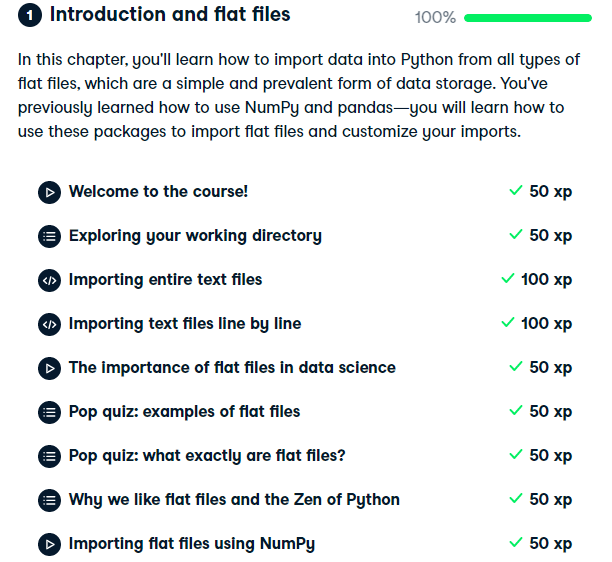 1 Introduction and flat files 100%
In this chapter, you'll learn how to import data into Python from all types of
flat files, which are a simple and prevalent form of data storage. You've
previously learned how to use NumPy and pandas—you will learn how to
use these packages to import flat files and customize your imports.
Welcome to the course! 50 xp
Exploring your working directory 50 xp
Importing entire text files 100 xp
Importing text files line by line 100 xp
The importance of flat files in data science 50 xp
Pop quiz: examples of flat files 50 xp
Pop quiz: what exactly are flat files? 50 xp
Why we like flat files and the Zen of Python 50 xp
Importing flat files using NumPy 50 xp